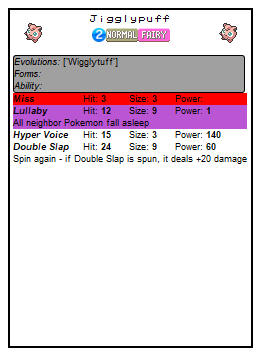 Jigglypuff
2 NORMAL FAIRY
Evolutions: ['Wigglytuff']
Forms:
Ability:
Miss Hit: 3 Size: 3 Power:
Lullaby Hit: 12 Size: 9 Power: 1
All neighbor Pokemon fall asleep
Hyper Voice Hit: 15 Size: 3 Power: 140
Double Slap Hit: 24 Size: 9 Power: 60
Spin again - if Double Slap is spun, it deals +20 damage